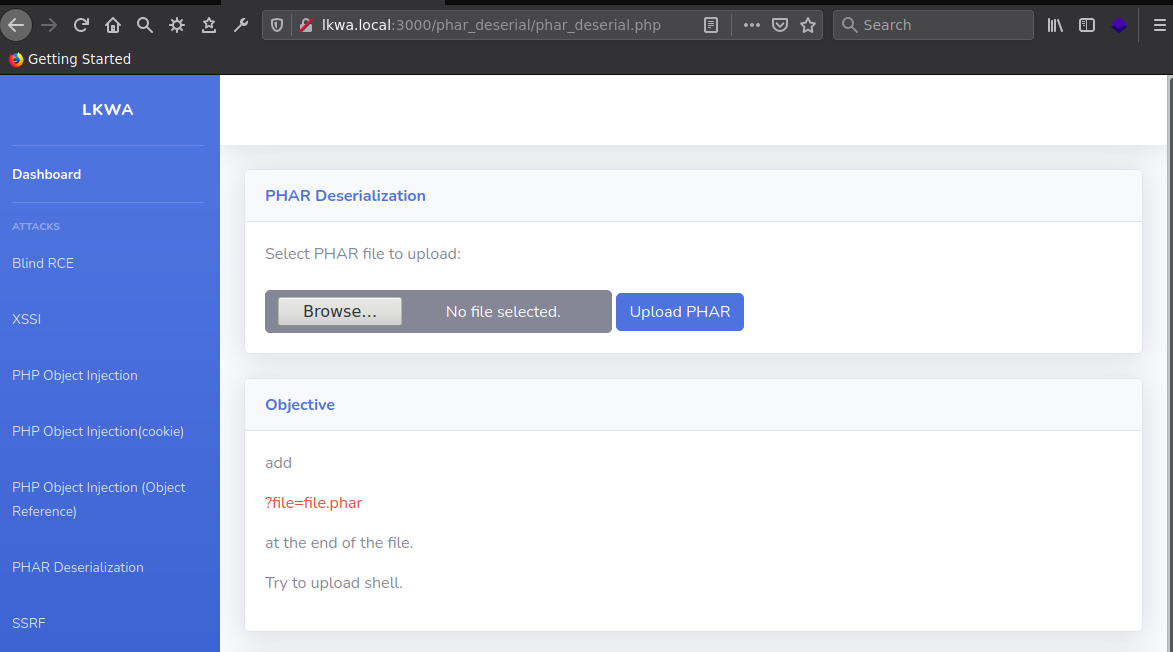 lkwa.local:3000/phar_deserial/phar_deserial.php
Search
Getting Started
LKWA
Dashboard
ATTACKS
Blind RCE
XSSI
PHP Object Injection
PHP Object Injection(cookie)
PHP Object Injection (Object
Reference)
PHAR Deserialization
SSRF
PHAR Deserialization
Select PHAR file to upload:
Browse... No file selected. Upload PHAR
Objective
add
?file=file.phar
at the end of the file.
Try to upload shell.